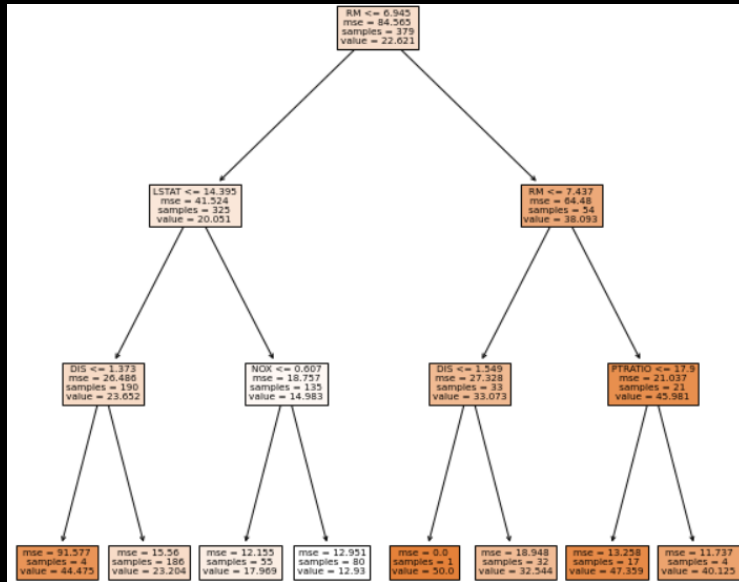 RM <= 6.945
mse = 84.565
samples = 379
value = 22.621
LSTAT <= 14.395
mse = 41.524
samples = 325
value = 20.051
RM <= 7.437
mse = 64.48
samples = 54
value = 38.093
DIS <= 1.373
mse = 26.486
samples = 190
value = 23.652
NOX <= 0.607
mse = 18.757
samples = 135
value = 14.983
DIS <= 1.549
mse = 27.328
samples = 33
value = 33.073
PTRATIO <= 17.9
mse = 21.037
samples = 21
value = 45.981
mse = 91.577
samples = 4
value = 44.475
mse = 15.56
samples = 186
value = 23.204
mse = 12.155
samples = 55
value = 17.969
mse = 12.951
samples = 80
value = 12.93
mse = 0.0
samples = 1
value = 50.0
mse = 18.948
samples = 32
value = 32.544
mse = 13.258
samples = 17
value = 47.359
mse = 11.737
samples = 4
value = 40.125